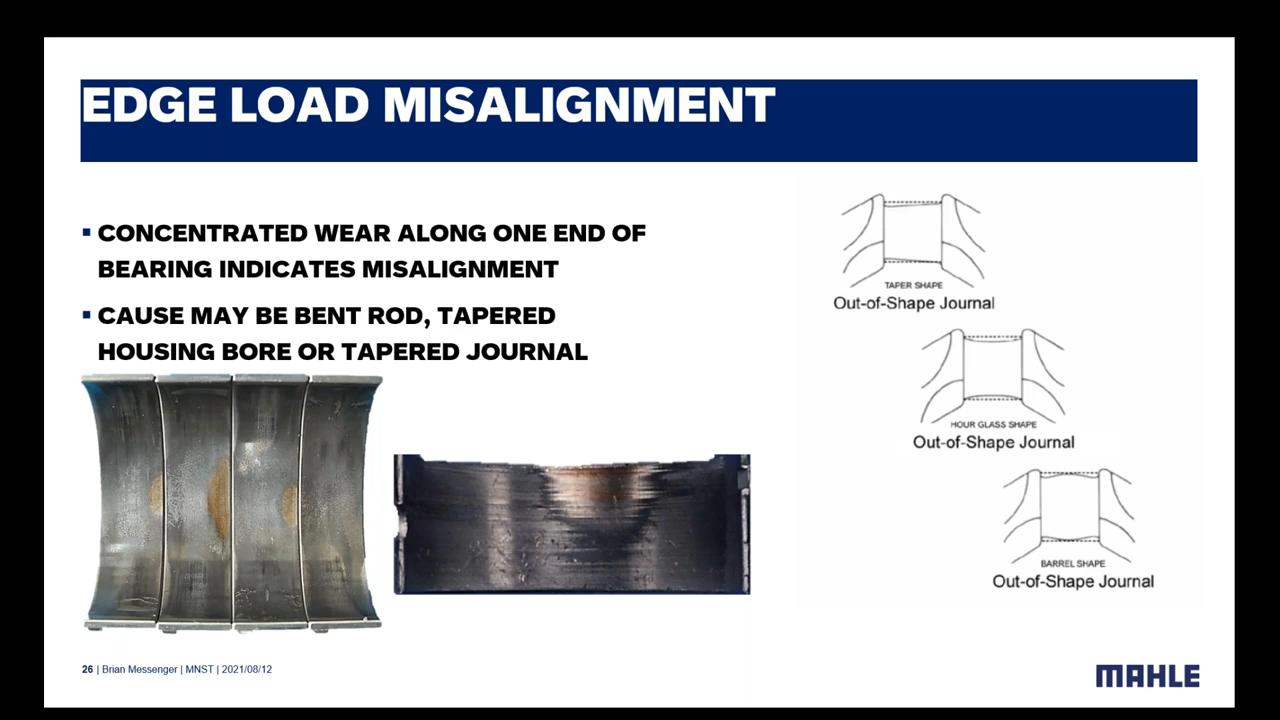 EDGE LOAD MISALIGNMENT
▪ CONCENTRATED WEAR ALONG ONE END OF
BEARING INDICATES MISALIGNMENT
▪ CAUSE MAY BE BENT ROD, TAPERED
HOUSING BORE OR TAPERED JOURNAL
TAPER SHAPE
Out-of-Shape Journal
HOUR GLASS SHAPE
Out-of-Shape Journal
BARREL SHAPE
Out-of-Shape Journal
26 | Brian Messenger | MNST | 2021/08/12
MAHLE